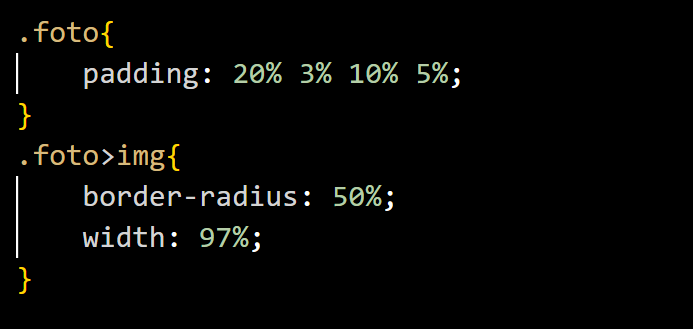 .foto{
    padding: 20% 3% 10% 5%;
}
.foto>img{
    border-radius: 50%;
    width: 97%;
}